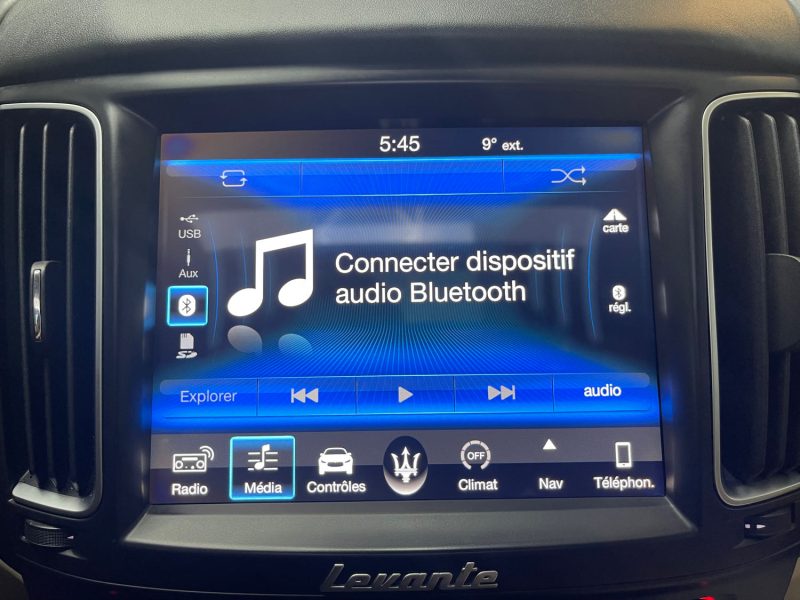 5:45 9° ext.
USB
Aux
carte
Connecter dispositif
audio Bluetooth
régl.
SD
Explorer audio
Radio Média Contrôles OFF Climat Nav Téléphon.
Levante